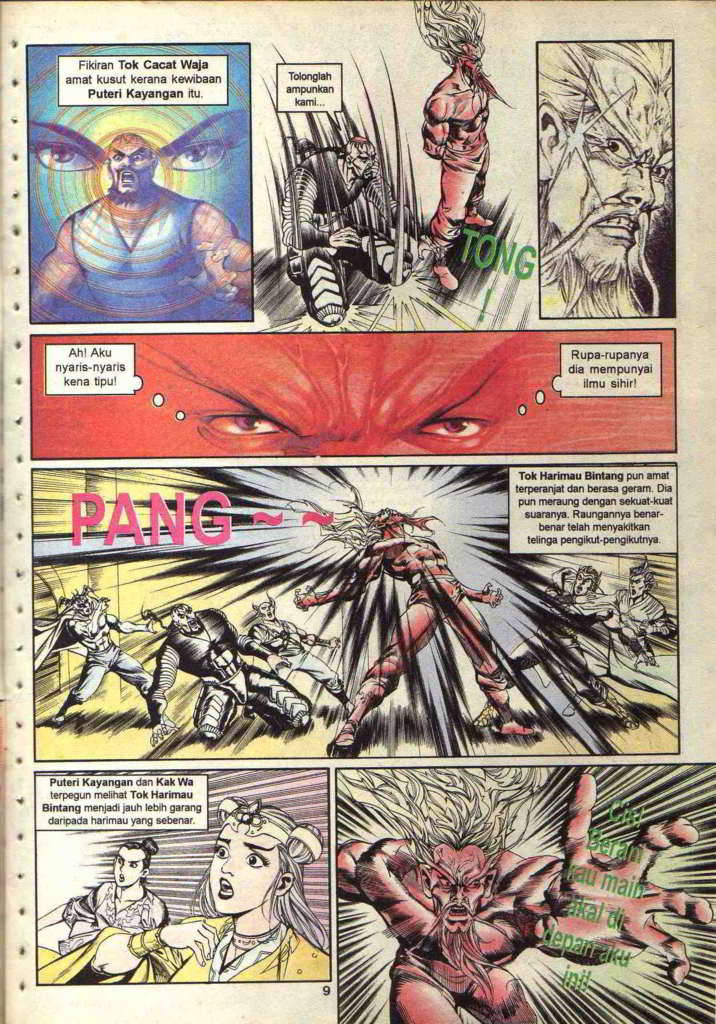 Fikiran Tok Cacat Waja
amat kusut kerana kewibaan
Puteri Kayangan itu.
Tolonglah
ampunkan
kami...
TONG
!
Ah! Aku
nyaris-nyaris
kena tipu!
Rupa-rupanya
dia mempunyai
ilmu sihir!
PANG~~
Tok Harimau Bintang pun amat
terperanjat dan berasa geram. Dia
pun meraung dengan sekuat-kuat
suaranya. Raungannya benar-
benar telah menyakitkan
telinga pengikut-pengikutnya.
Puteri Kayangan dan Kak Wa
terpegun melihat Tok Harimau
Bintang menjadi jauh lebih garang
daripada harimau yang sebenar.
Cis!
Berani
kau main
akal di
depan aku
ini!
9